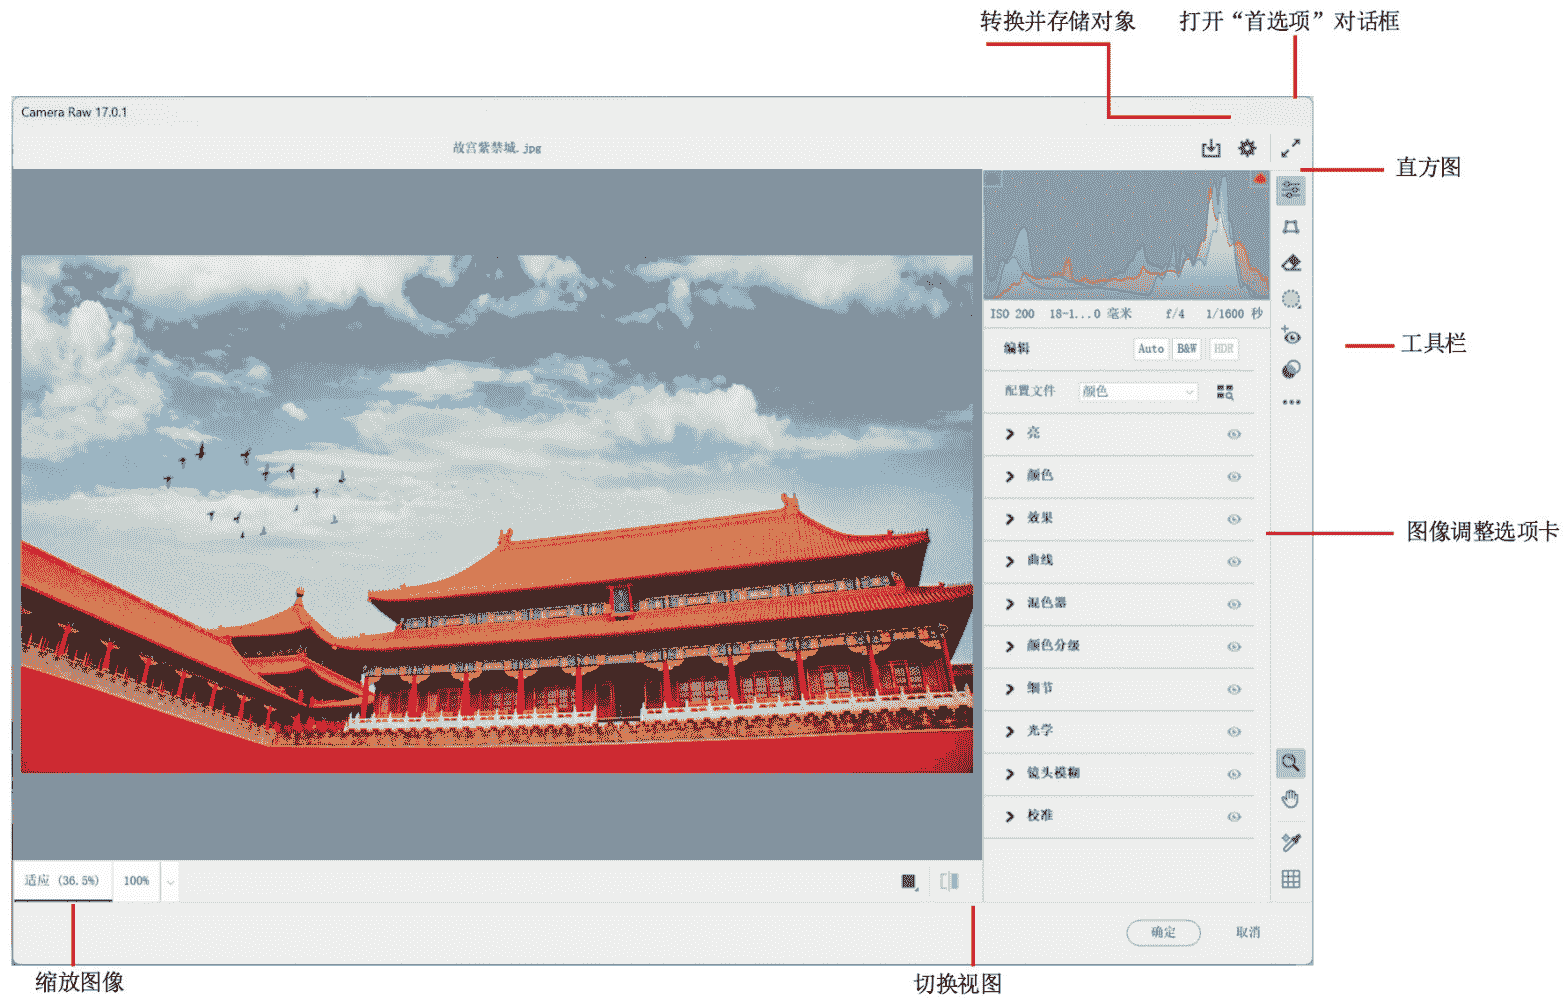 转换并存储对象
打开“首选项”对话框
Camera Raw 17.0.1
故宫紫禁城.jpg
直方图
ISO 200 18-1...0 毫米 f/4 1/1600 秒
编辑 Auto B&W HDR
工具栏
配置文件 颜色
亮
颜色
效果
图像调整选项卡
曲线
混色器
颜色分级
细节
光学
镜头模糊
校准
适应 (36.5%) 100%
确定 取消
缩放图像
切换视图